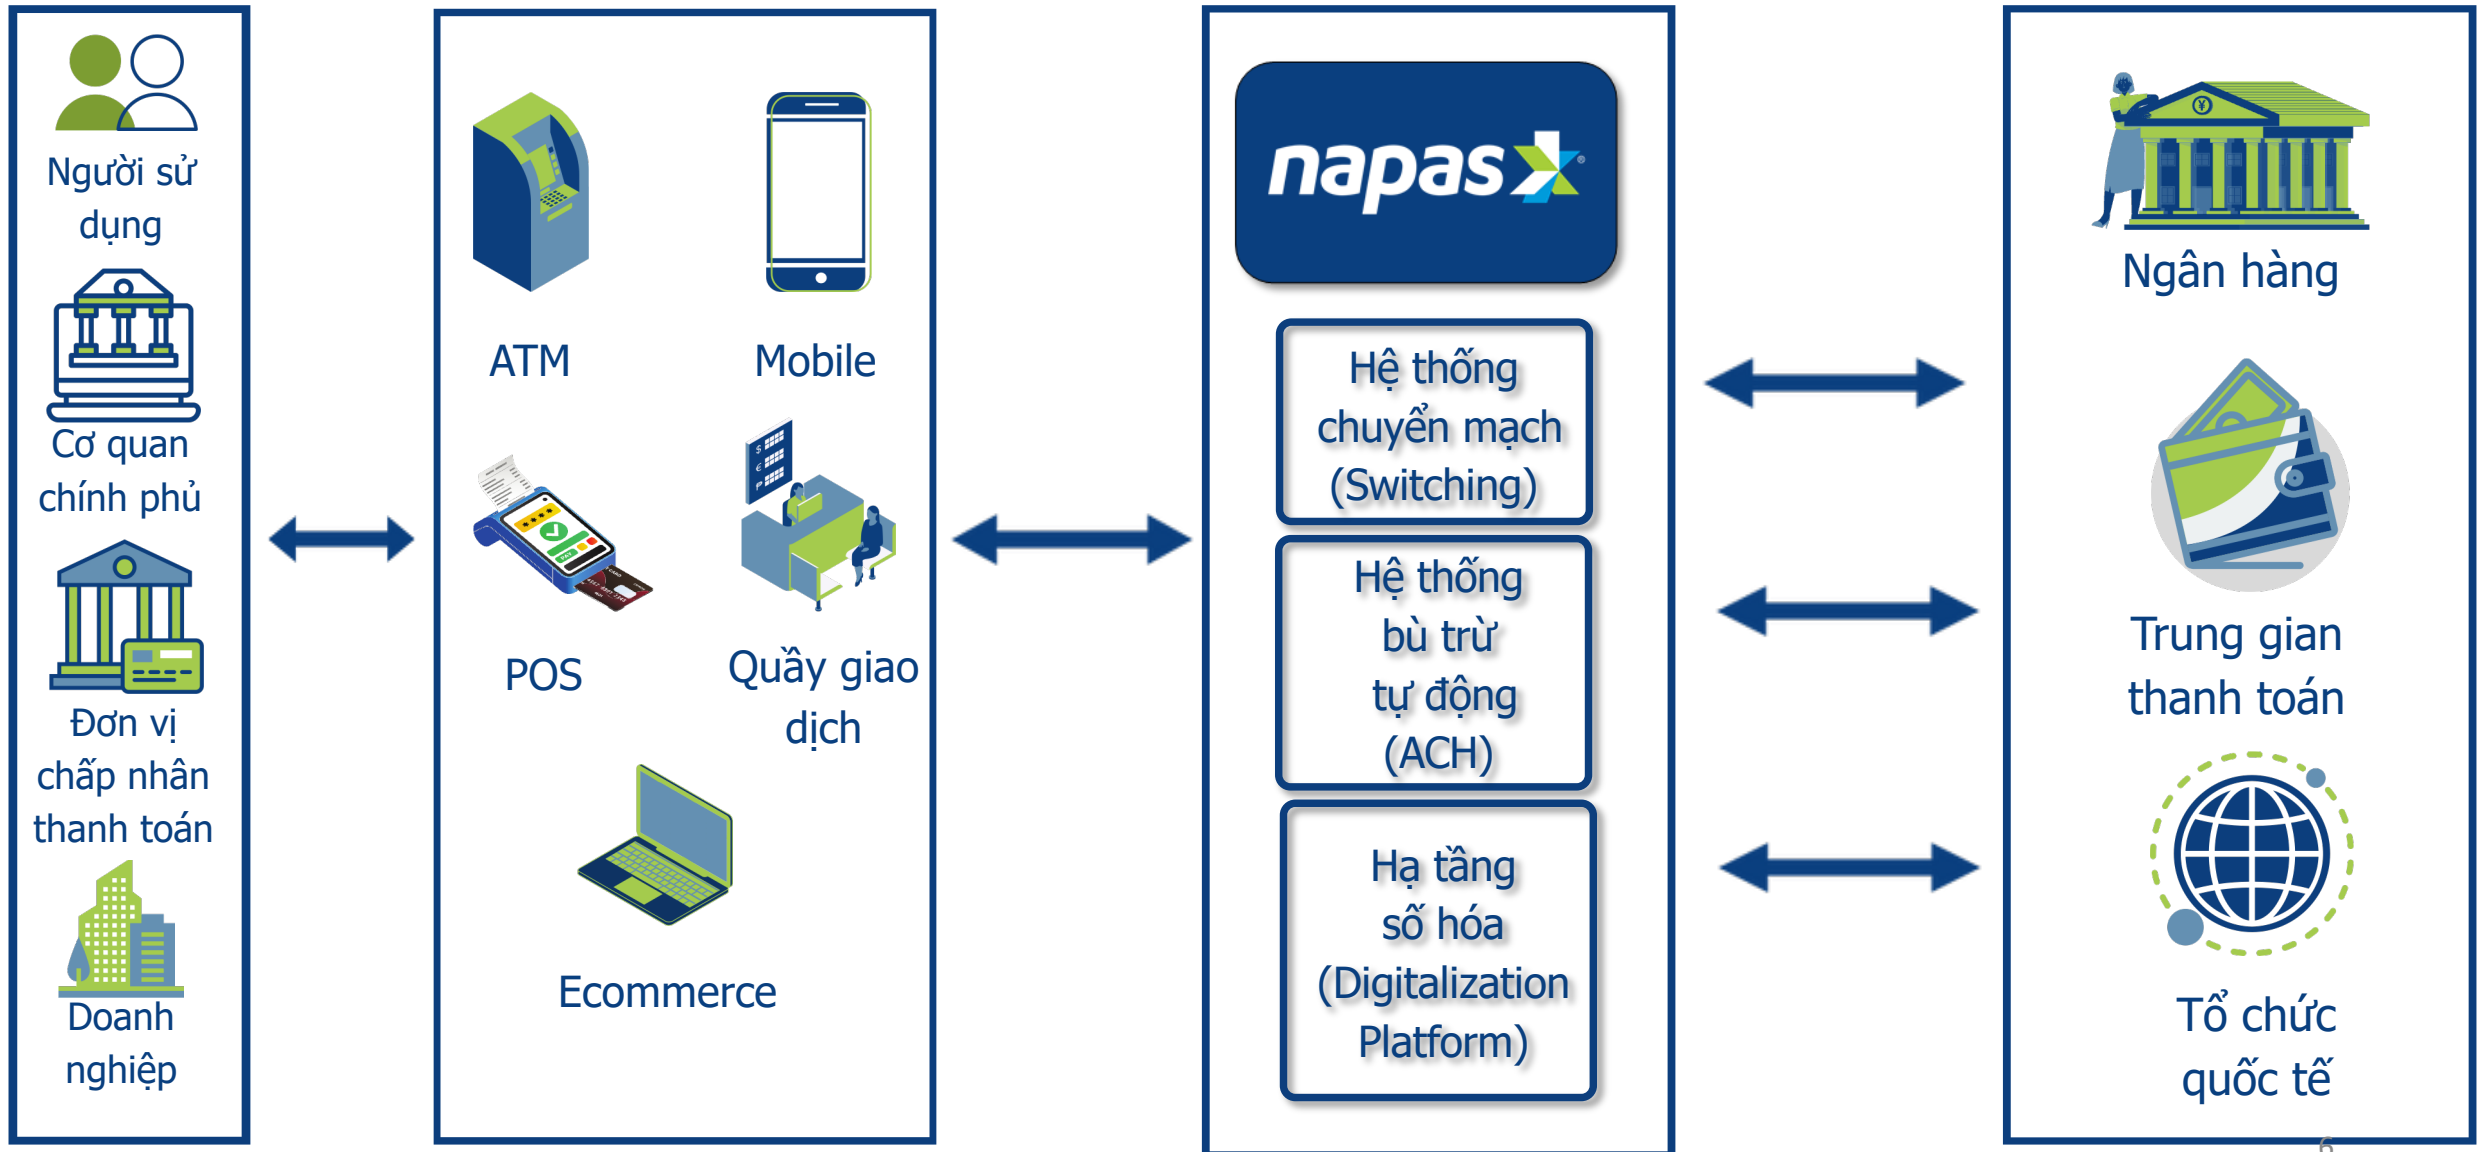 Người sử
dụng
Cơ quan
chính phủ
Đơn vị
chấp nhân
thanh toán
Doanh
nghiệp
ATM
Mobile
POS
Quầy giao
dịch
Ecommerce
napas
Hệ thống
chuyển mạch
(Switching)
Hệ thống
bù trừ
tự động
(ACH)
Hạ tầng
số hóa
(Digitalization
Platform)
Ngân hàng
Trung gian
thanh toán
Tổ chức
quốc tế
6